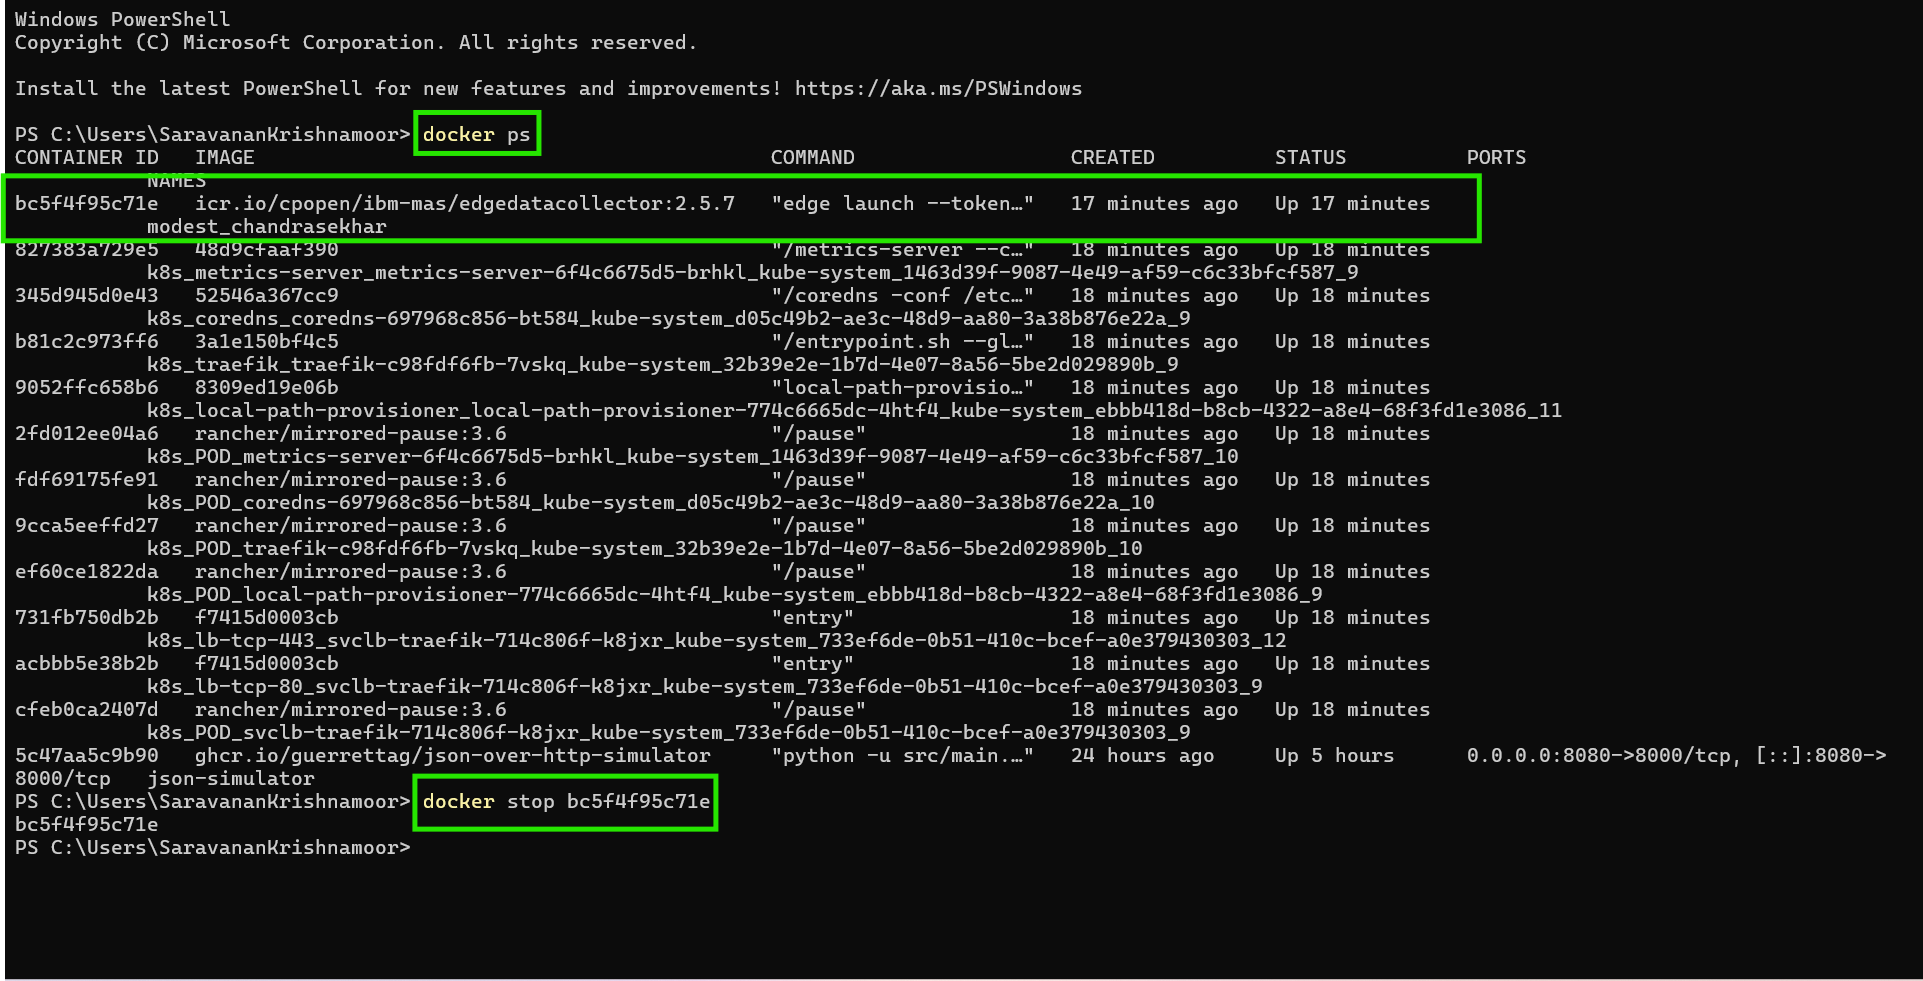 Windows PowerShell
Copyright (C) Microsoft Corporation. All rights reserved.
Install the latest PowerShell for new features and improvements! https://aka.ms/PSWindows
PS C:\Users\SaravananKrishnamoor> docker ps
CONTAINER ID   IMAGE                                           COMMAND                  CREATED          STATUS          PORTS
           NAMES
bc5f4f95c71e   icr.io/cpopen/ibm-mas/edgedatacollector:2.5.7   "edge launch --token…"   17 minutes ago   Up 17 minutes
           modest_chandrasekhar
827383a729e5   48d9cfaaf390                                    "/metrics-server --c…"   18 minutes ago   Up 18 minutes
           k8s_metrics-server_metrics-server-6f4c6675d5-brhkl_kube-system_1463d39f-9087-4e49-af59-c6c33bfcf587_9
345d945d0e43   52546a367cc9                                    "/coredns -conf /etc…"   18 minutes ago   Up 18 minutes
           k8s_coredns_coredns-697968c856-bt584_kube-system_d05c49b2-ae3c-48d9-aa80-3a38b876e22a_9
b81c2c973ff6   3a1e150bf4c5                                    "/entrypoint.sh --gl…"   18 minutes ago   Up 18 minutes
           k8s_traefik_traefik-c98fdf6fb-7vskq_kube-system_32b39e2e-1b7d-4e07-8a56-5be2d029890b_9
9052ffc658b6   8309ed19e06b                                    "local-path-provisio…"   18 minutes ago   Up 18 minutes
           k8s_local-path-provisioner_local-path-provisioner-774c6665dc-4htf4_kube-system_ebbb418d-b8cb-4322-a8e4-68f3fd1e3086_11
2fd012ee04a6   rancher/mirrored-pause:3.6                      "/pause"                 18 minutes ago   Up 18 minutes
           k8s_POD_metrics-server-6f4c6675d5-brhkl_kube-system_1463d39f-9087-4e49-af59-c6c33bfcf587_10
fdf69175fe91   rancher/mirrored-pause:3.6                      "/pause"                 18 minutes ago   Up 18 minutes
           k8s_POD_coredns-697968c856-bt584_kube-system_d05c49b2-ae3c-48d9-aa80-3a38b876e22a_10
9cca5eeffd27   rancher/mirrored-pause:3.6                      "/pause"                 18 minutes ago   Up 18 minutes
           k8s_POD_traefik-c98fdf6fb-7vskq_kube-system_32b39e2e-1b7d-4e07-8a56-5be2d029890b_10
ef60ce1822da   rancher/mirrored-pause:3.6                      "/pause"                 18 minutes ago   Up 18 minutes
           k8s_POD_local-path-provisioner-774c6665dc-4htf4_kube-system_ebbb418d-b8cb-4322-a8e4-68f3fd1e3086_9
731fb750db2b   f7415d0003cb                                    "entry"                  18 minutes ago   Up 18 minutes
           k8s_lb-tcp-443_svclb-traefik-714c806f-k8jxr_kube-system_733ef6de-0b51-410c-bcef-a0e379430303_12
acbbb5e38b2b   f7415d0003cb                                    "entry"                  18 minutes ago   Up 18 minutes
           k8s_lb-tcp-80_svclb-traefik-714c806f-k8jxr_kube-system_733ef6de-0b51-410c-bcef-a0e379430303_9
cfeb0ca2407d   rancher/mirrored-pause:3.6                      "/pause"                 18 minutes ago   Up 18 minutes
           k8s_POD_svclb-traefik-714c806f-k8jxr_kube-system_733ef6de-0b51-410c-bcef-a0e379430303_9
5c47aa5c9b90   ghcr.io/guerrettag/json-over-http-simulator     "python -u src/main.…"   24 hours ago     Up 5 hours      0.0.0.0:8080->8000/tcp, [::]:8080->
8000/tcp   json-simulator
PS C:\Users\SaravananKrishnamoor> docker stop bc5f4f95c71e
bc5f4f95c71e
PS C:\Users\SaravananKrishnamoor>